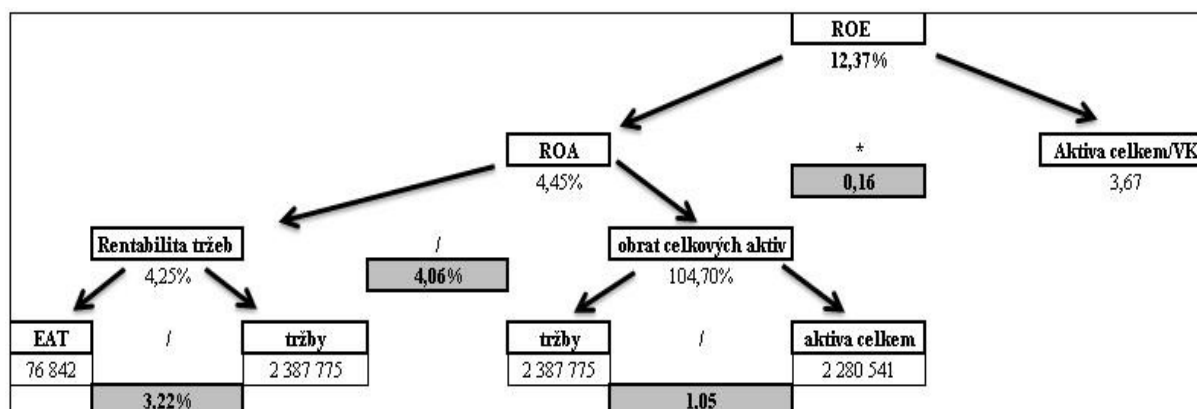 ROE
12,37%
ROA * Aktiva celkem/VK
4,45% 0,16 3,67
Rentabilita tržeb / obrat celkových aktiv
4,25% 4,06% 104,70%
EAT / tržby tržby / aktiva celkem
76 842 2 387 775 2 387 775 2 280 541
3,22% 1,05